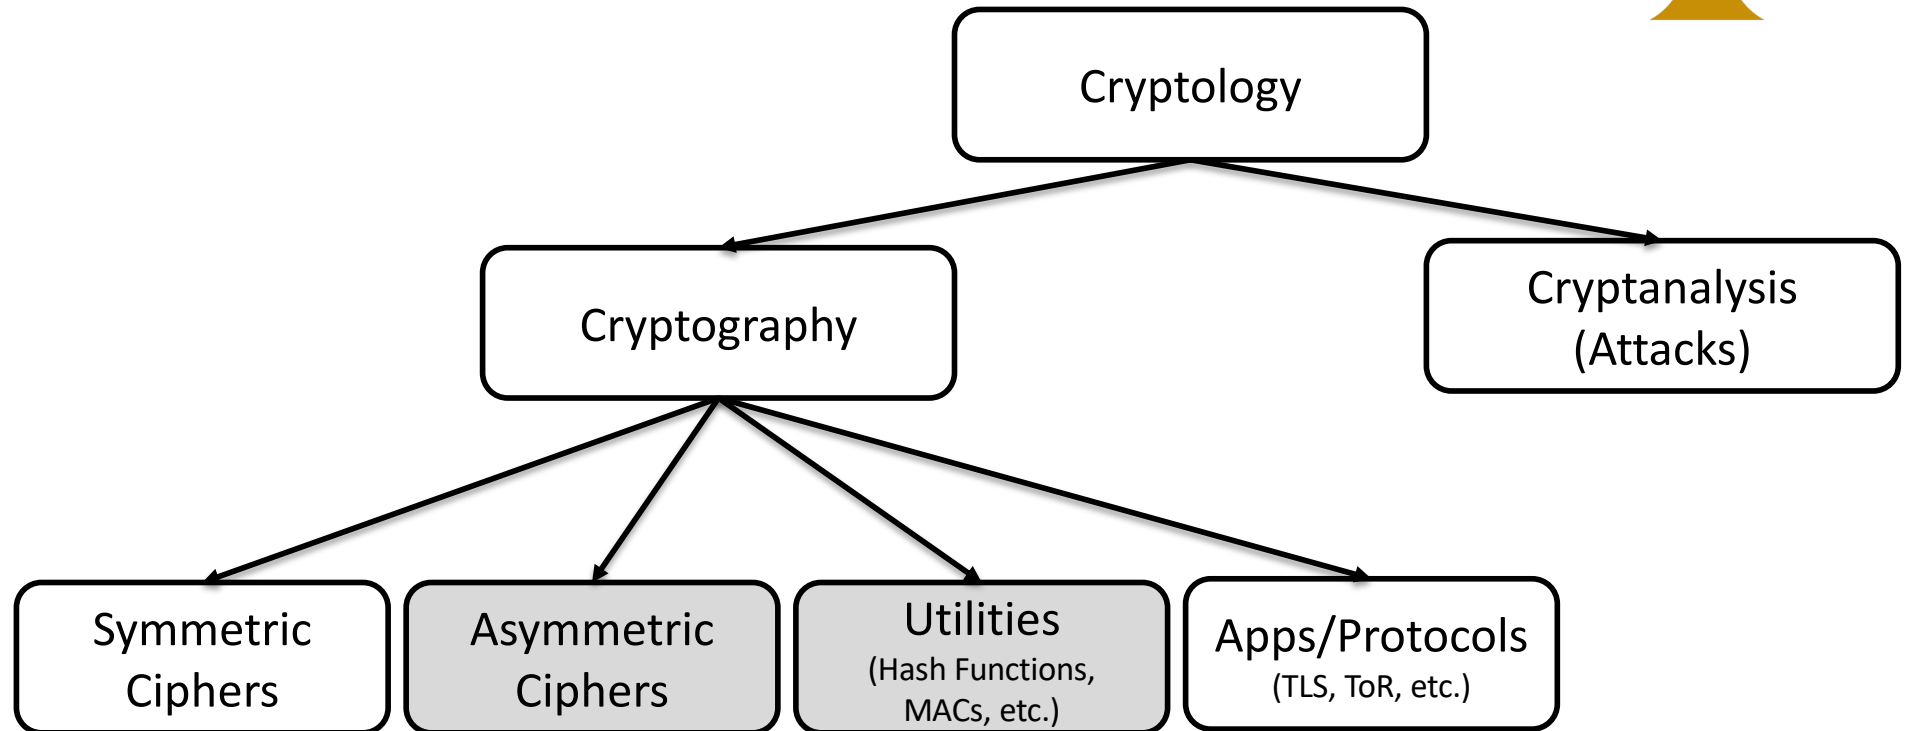 Cryptology
Cryptography
Cryptanalysis
(Attacks)
Symmetric
Ciphers
Asymmetric
Ciphers
Utilities
(Hash Functions,
MACs, etc.)
Apps/Protocols
(TLS, ToR, etc.)